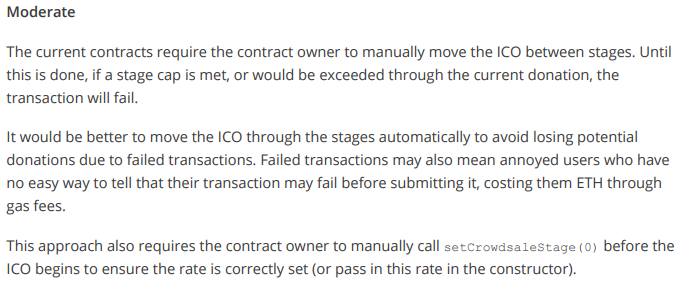 Moderate
The current contracts require the contract owner to manually move the ICO between stages. Until
this is done, if a stage cap is met, or would be exceeded through the current donation, the
transaction will fail.
It would be better to move the ICO through the stages automatically to avoid losing potential
donations due to failed transactions. Failed transactions may also mean annoyed users who have
no easy way to tell that their transaction may fail before submitting it, costing them ETH through
gas fees.
This approach also requires the contract owner to manually call setCrowdsaleStage(0) before the
ICO begins to ensure the rate is correctly set (or pass in this rate in the constructor).